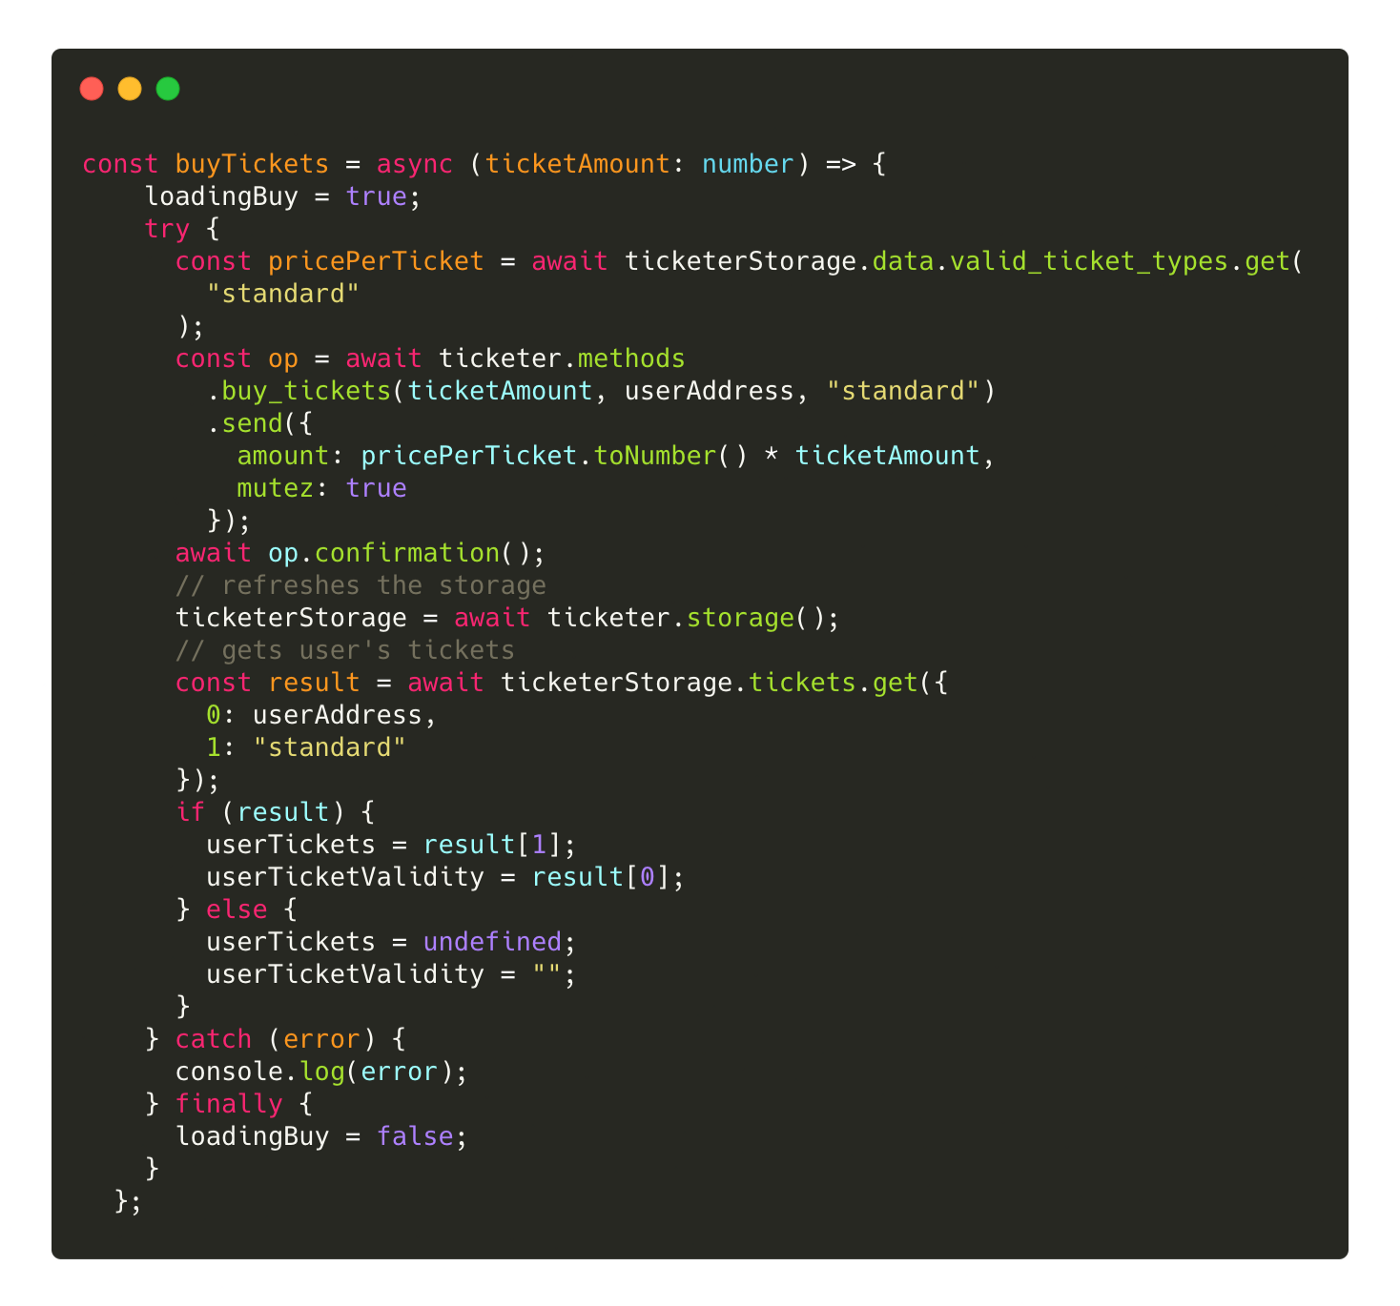 const buyTickets = async (ticketAmount: number) => {
    loadingBuy = true;
    try {
      const pricePerTicket = await ticketerStorage.data.valid_ticket_types.get(
        "standard"
      );
      const op = await ticketer.methods
        .buy_tickets(ticketAmount, userAddress, "standard")
        .send({
          amount: pricePerTicket.toNumber() * ticketAmount,
          mutez: true
        });
      await op.confirmation();
      // refreshes the storage
      ticketerStorage = await ticketer.storage();
      // gets user's tickets
      const result = await ticketerStorage.tickets.get({
        0: userAddress,
        1: "standard"
      });
      if (result) {
        userTickets = result[1];
        userTicketValidity = result[0];
      } else {
        userTickets = undefined;
        userTicketValidity = "";
      }
    } catch (error) {
      console.log(error);
    } finally {
      loadingBuy = false;
    }
  };